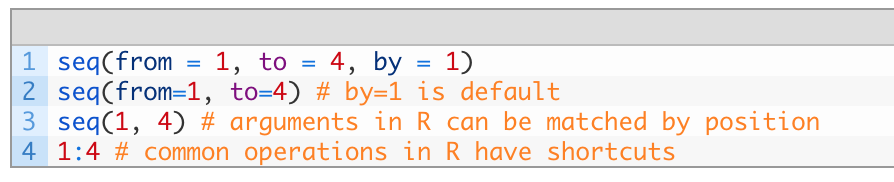 1 seq(from = 1, to = 4, by = 1)
2 seq(from=1, to=4) # by=1 is default
3 seq(1, 4) # arguments in R can be matched by position
4 1:4 # common operations in R have shortcuts